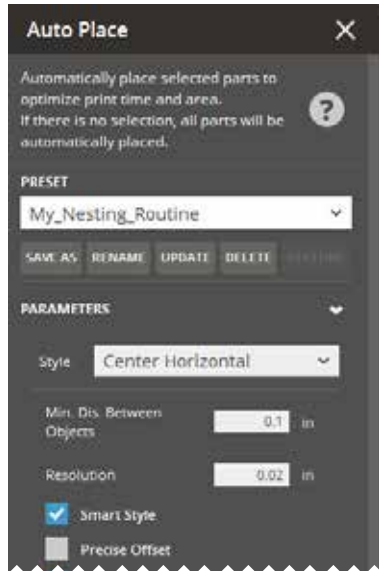 Auto Place
Automatically place selected parts to
optimize print time and area.
If there is no selection, all parts will be
automatically placed.
?
PRESET
My_Nesting_Routine
SAVE AS RENAME UPDATE DELETE
PARAMETERS
Style Center Horizontal
Min. Dis. Between
Objects
0.1 in
Resolution 0.02 in
Smart Style
Precise Offset